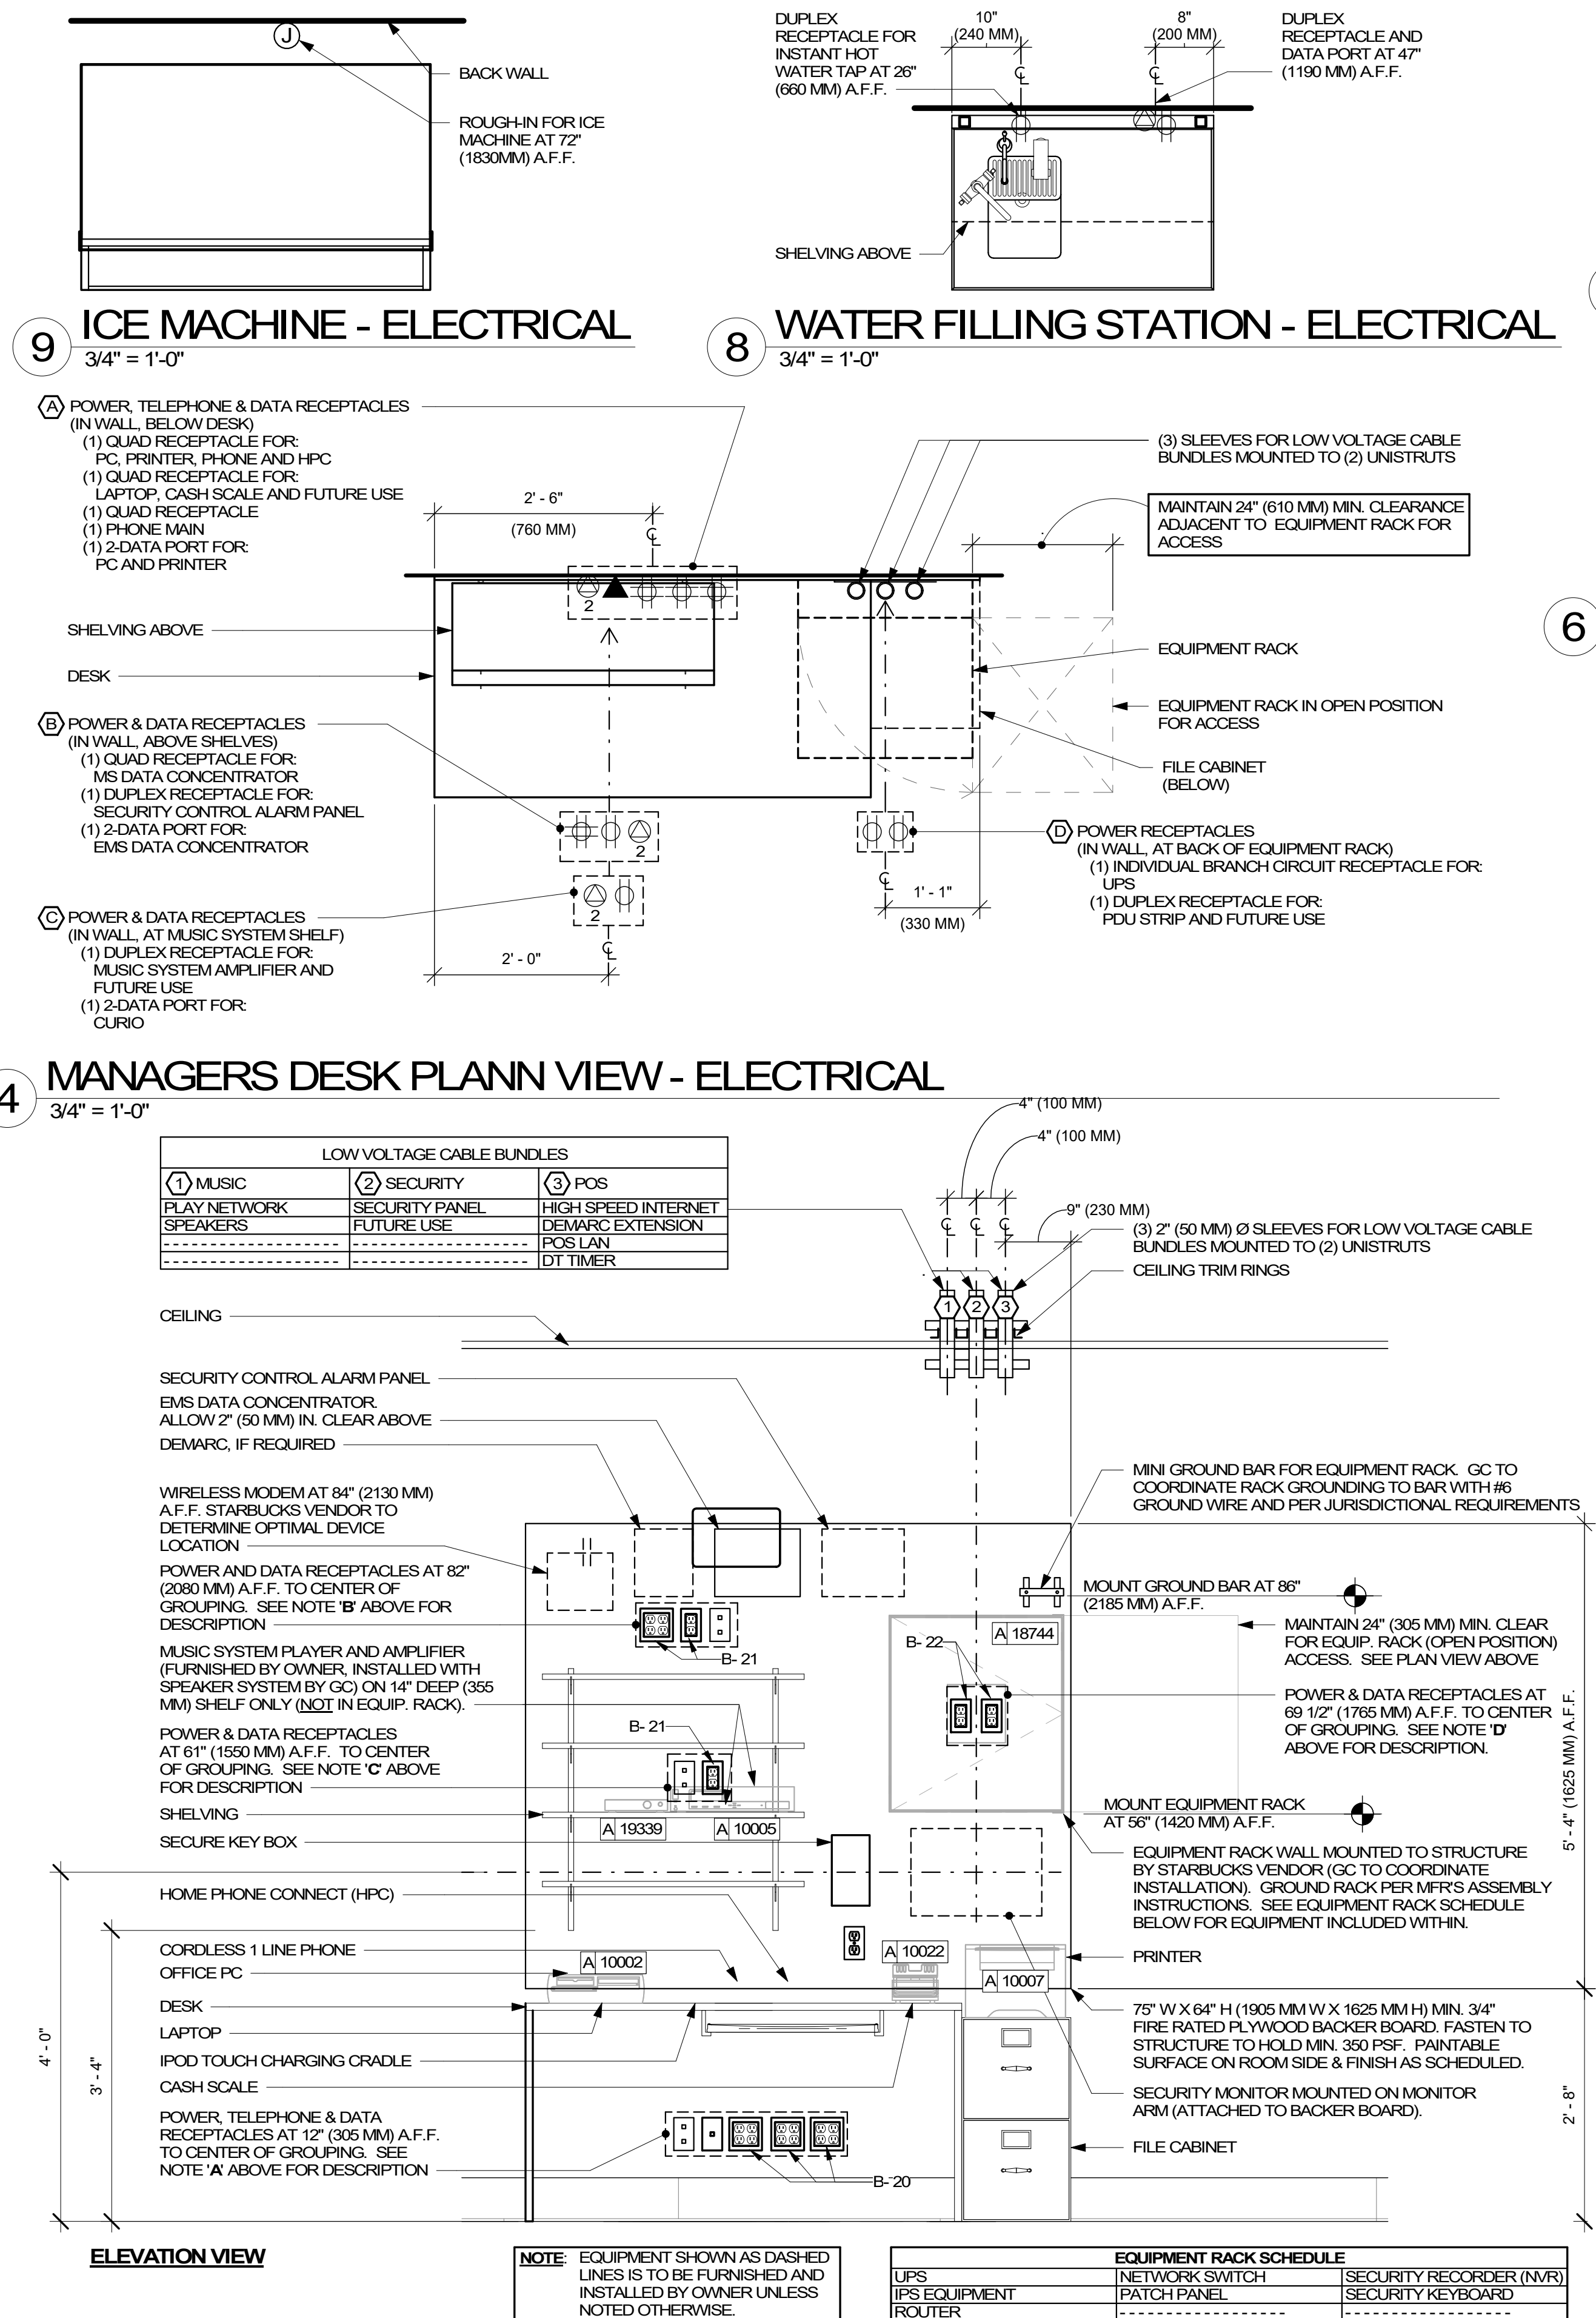 J
BACK WALL
ROUGH-IN FOR ICE
MACHINE AT 72"
(1830MM) A.F.F.
9
ICE MACHINE - ELECTRICAL
3/4" = 1'-0"
DUPLEX
RECEPTACLE FOR
INSTANT HOT
WATER TAP AT 26"
(660 MM) A.F.F.
10"
(240 MM)
8"
(200 MM)
DUPLEX
RECEPTACLE AND
DATA PORT AT 47"
(1190 MM) A.F.F.
SHELVING ABOVE
8
WATER FILLING STATION - ELECTRICAL
3/4" = 1'-0"
A POWER, TELEPHONE & DATA RECEPTACLES
(IN WALL, BELOW DESK)
(1) QUAD RECEPTACLE FOR:
PC, PRINTER, PHONE AND HPC
(1) QUAD RECEPTACLE FOR:
LAPTOP, CASH SCALE AND FUTURE USE
(1) QUAD RECEPTACLE
(1) PHONE MAIN
(1) 2-DATA PORT FOR:
PC AND PRINTER
2' - 6"
(760 MM)
(3) SLEEVES FOR LOW VOLTAGE CABLE
BUNDLES MOUNTED TO (2) UNISTRUTS
MAINTAIN 24" (610 MM) MIN. CLEARANCE
ADJACENT TO EQUIPMENT RACK FOR
ACCESS
2
SHELVING ABOVE
DESK
6
EQUIPMENT RACK
EQUIPMENT RACK IN OPEN POSITION
FOR ACCESS
FILE CABINET
(BELOW)
B POWER & DATA RECEPTACLES
(IN WALL, ABOVE SHELVES)
(1) QUAD RECEPTACLE FOR:
MS DATA CONCENTRATOR
(1) DUPLEX RECEPTACLE FOR:
SECURITY CONTROL ALARM PANEL
(1) 2-DATA PORT FOR:
EMS DATA CONCENTRATOR
2
D POWER RECEPTACLES
(IN WALL, AT BACK OF EQUIPMENT RACK)
(1) INDIVIDUAL BRANCH CIRCUIT RECEPTACLE FOR:
UPS
(1) DUPLEX RECEPTACLE FOR:
PDU STRIP AND FUTURE USE
1' - 1"
(330 MM)
C POWER & DATA RECEPTACLES
(IN WALL, AT MUSIC SYSTEM SHELF)
(1) DUPLEX RECEPTACLE FOR:
MUSIC SYSTEM AMPLIFIER AND
FUTURE USE
(1) 2-DATA PORT FOR:
CURIO
2
2' - 0"
4
MANAGERS DESK PLANN VIEW - ELECTRICAL
3/4" = 1'-0"
LOW VOLTAGE CABLE BUNDLES
1 MUSIC 2 SECURITY 3 POS
PLAY NETWORK SECURITY PANEL HIGH SPEED INTERNET
SPEAKERS FUTURE USE DEMARC EXTENSION
------------------ ------------------ POS LAN
------------------ ------------------ DT TIMER
4" (100 MM)
4" (100 MM)
9" (230 MM)
(3) 2" (50 MM) Ø SLEEVES FOR LOW VOLTAGE CABLE
BUNDLES MOUNTED TO (2) UNISTRUTS
CEILING TRIM RINGS
1 2 3
CEILING
SECURITY CONTROL ALARM PANEL
EMS DATA CONCENTRATOR.
ALLOW 2" (50 MM) IN. CLEAR ABOVE
DEMARC, IF REQUIRED
WIRELESS MODEM AT 84" (2130 MM)
A.F.F. STARBUCKS VENDOR TO
DETERMINE OPTIMAL DEVICE
LOCATION
POWER AND DATA RECEPTACLES AT 82"
(2080 MM) A.F.F. TO CENTER OF
GROUPING. SEE NOTE 'B' ABOVE FOR
DESCRIPTION
MUSIC SYSTEM PLAYER AND AMPLIFIER
(FURNISHED BY OWNER, INSTALLED WITH
SPEAKER SYSTEM BY GC) ON 14" DEEP (355
MM) SHELF ONLY (NOT IN EQUIP. RACK).
POWER & DATA RECEPTACLES
AT 61" (1550 MM) A.F.F. TO CENTER
OF GROUPING. SEE NOTE 'C' ABOVE
FOR DESCRIPTION
SHELVING
SECURE KEY BOX
HOME PHONE CONNECT (HPC)
CORDLESS 1 LINE PHONE
OFFICE PC
DESK
LAPTOP
IPOD TOUCH CHARGING CRADLE
CASH SCALE
POWER, TELEPHONE & DATA
RECEPTACLES AT 12" (305 MM) A.F.F.
TO CENTER OF GROUPING. SEE
NOTE 'A' ABOVE FOR DESCRIPTION
4' - 0"
3' - 4"
B- 21
B- 21
B- 22
A 18744
A 19339
A 10005
A 10002
A 10022
A 10007
B- 20
MINI GROUND BAR FOR EQUIPMENT RACK. GC TO
COORDINATE RACK GROUNDING TO BAR WITH #6
GROUND WIRE AND PER JURISDICTIONAL REQUIREMENTS
MOUNT GROUND BAR AT 86"
(2185 MM) A.F.F.
MAINTAIN 24" (305 MM) MIN. CLEAR
FOR EQUIP. RACK (OPEN POSITION)
ACCESS. SEE PLAN VIEW ABOVE
POWER & DATA RECEPTACLES AT
69 1/2" (1765 MM) A.F.F. TO CENTER
OF GROUPING. SEE NOTE 'D'
ABOVE FOR DESCRIPTION.
MOUNT EQUIPMENT RACK
AT 56" (1420 MM) A.F.F.
EQUIPMENT RACK WALL MOUNTED TO STRUCTURE
BY STARBUCKS VENDOR (GC TO COORDINATE
INSTALLATION). GROUND RACK PER MFR'S ASSEMBLY
INSTRUCTIONS. SEE EQUIPMENT RACK SCHEDULE
BELOW FOR EQUIPMENT INCLUDED WITHIN.
PRINTER
75" W X 64" H (1905 MM W X 1625 MM H) MIN. 3/4"
FIRE RATED PLYWOOD BACKER BOARD. FASTEN TO
STRUCTURE TO HOLD MIN. 350 PSF. PAINTABLE
SURFACE ON ROOM SIDE & FINISH AS SCHEDULED.
SECURITY MONITOR MOUNTED ON MONITOR
ARM (ATTACHED TO BACKER BOARD).
FILE CABINET
5' - 4" (1625 MM) A.F.F.
2' - 8"
ELEVATION VIEW
NOTE: EQUIPMENT SHOWN AS DASHED
LINES IS TO BE FURNISHED AND
INSTALLED BY OWNER UNLESS
NOTED OTHERWISE.
EQUIPMENT RACK SCHEDULE
UPS NETWORK SWITCH SECURITY RECORDER (NVR)
IPS EQUIPMENT PATCH PANEL SECURITY KEYBOARD
ROUTER ------------------ ------------------